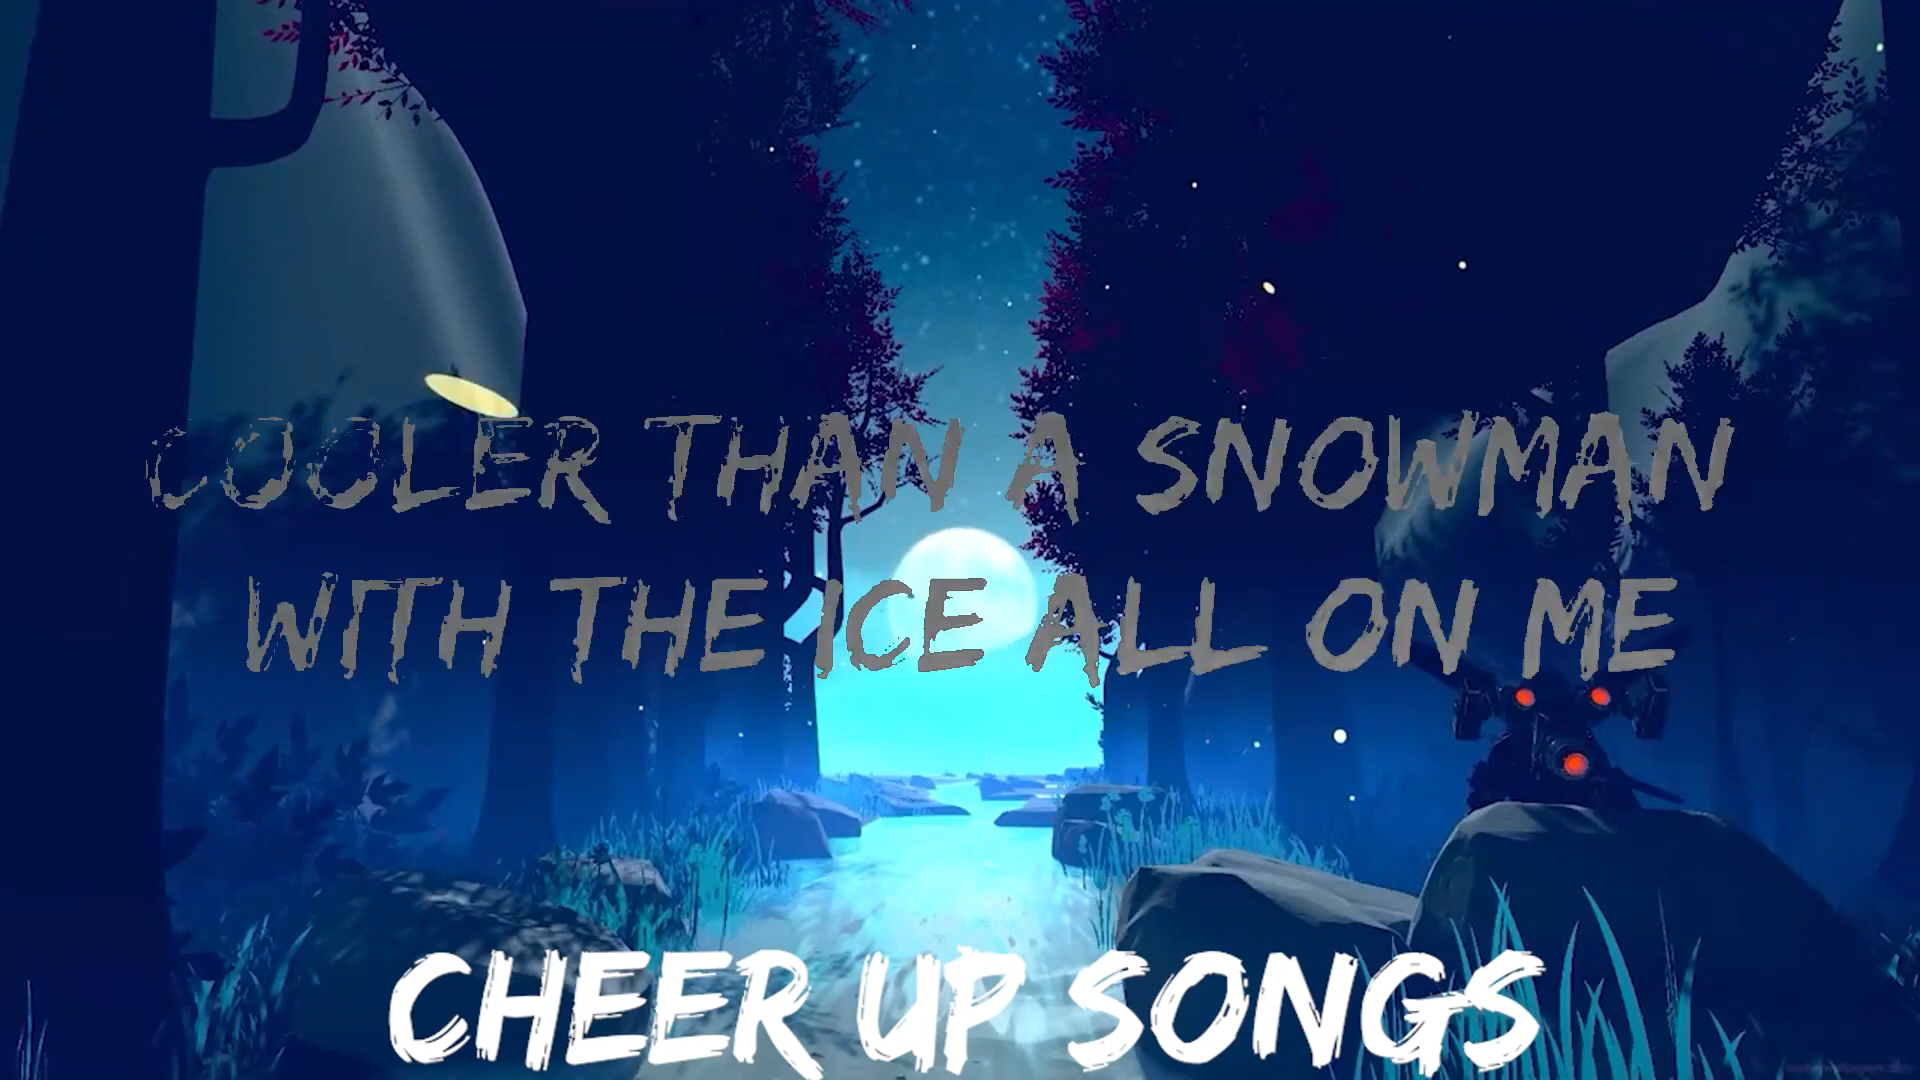 COOLER THAN A SNOWMAN
WITH THE ICE ALL ON ME
CHEER UP SONGS